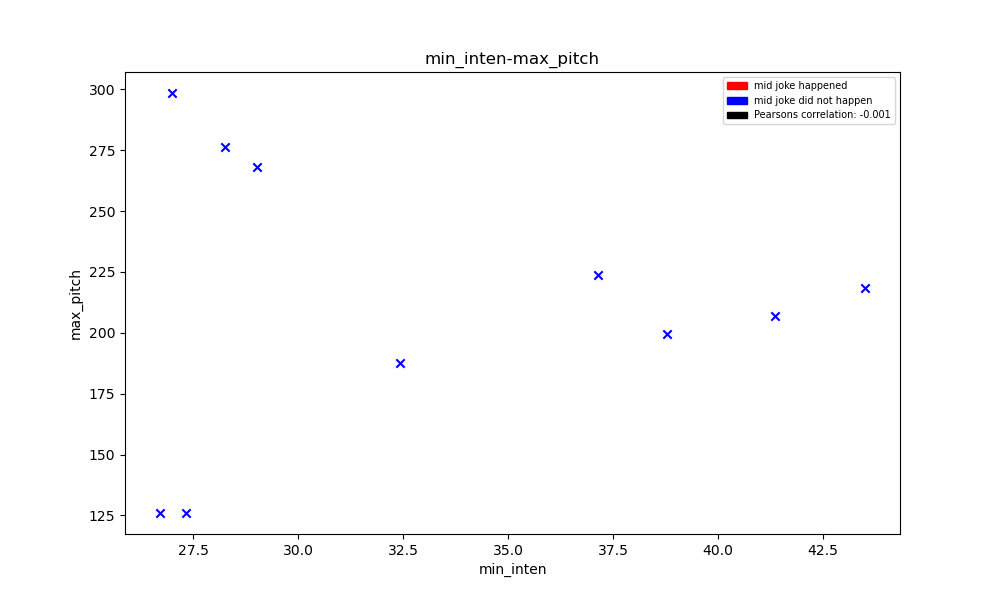 min_inten-max_pitch
mid joke happened
mid joke did not happen
Pearsons correlation: -0.001
300
275
250
225
200
175
150
125
max_pitch
27.5 30.0 32.5 35.0 37.5 40.0 42.5
min_inten